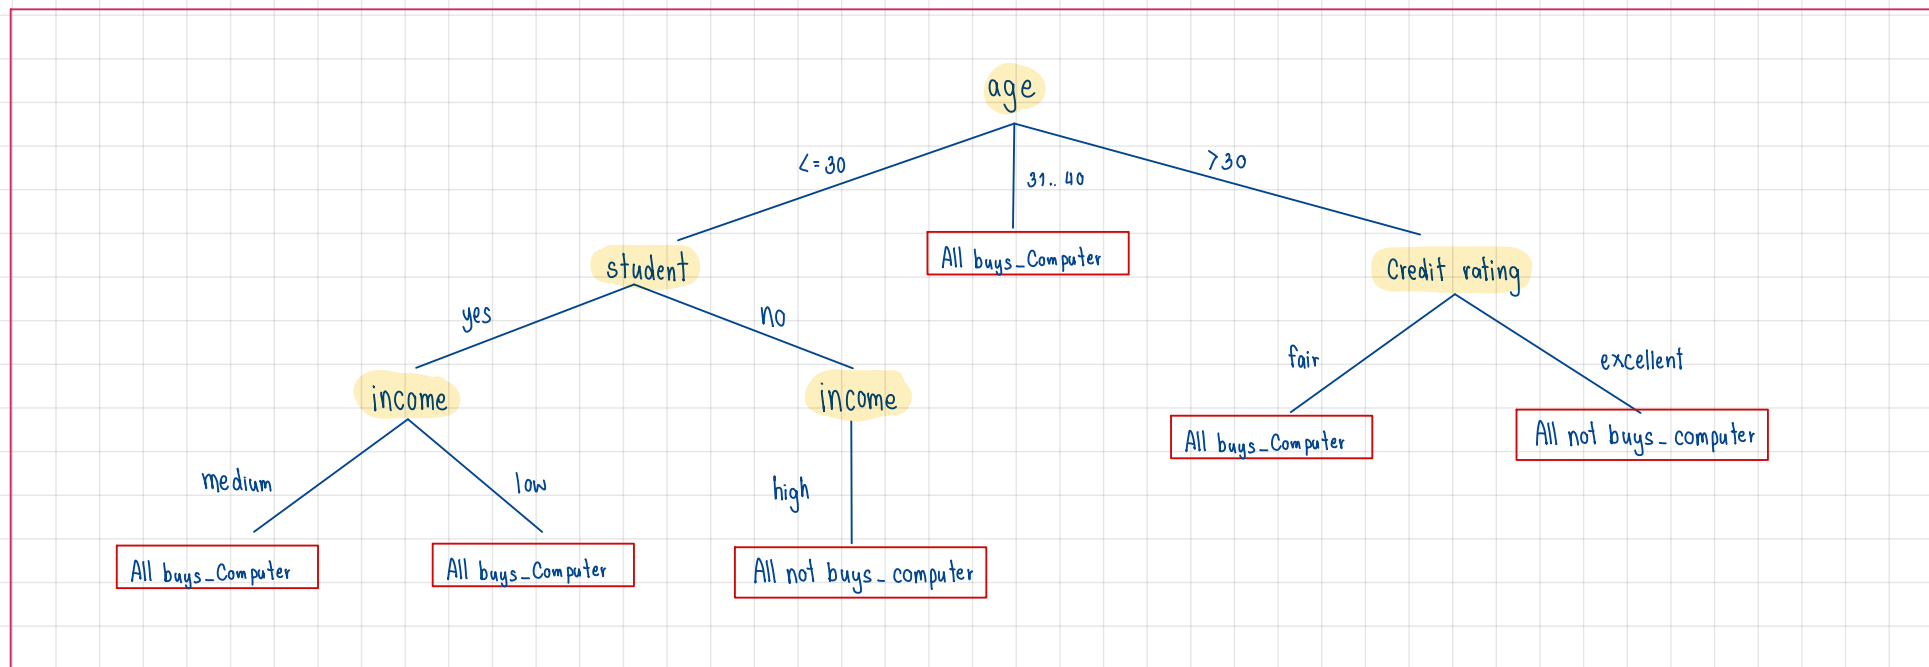 age
<=30
31.. 40
>30
student
All buys_Computer
Credit rating
yes
no
fair
excellent
income
income
All buys_Computer
All not buys_computer
medium
low
high
All buys_Computer
All buys_Computer
All not buys_computer